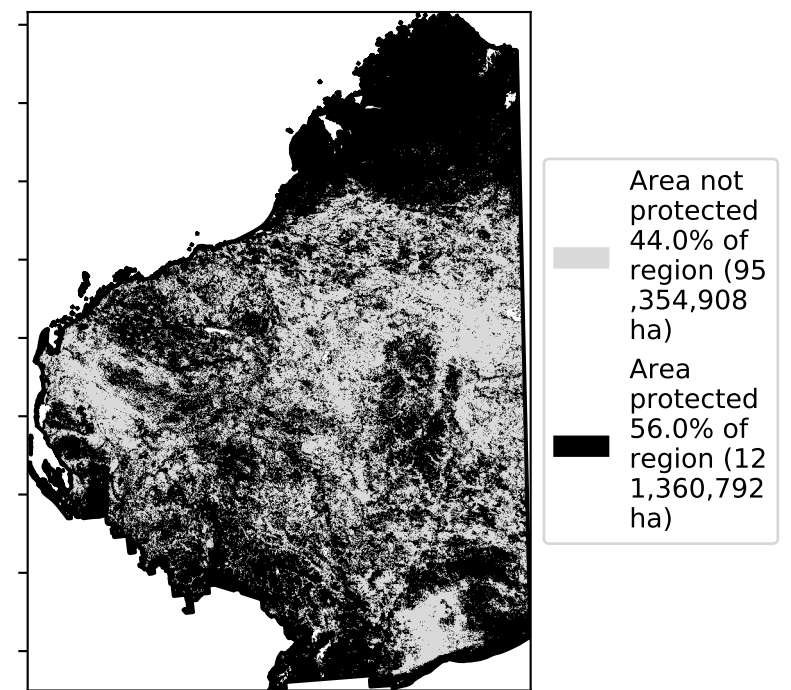 Area not
protected
44.0% of
region (95
,354,908
ha)
Area
protected
56.0% of
region (12
1,360,792
ha)